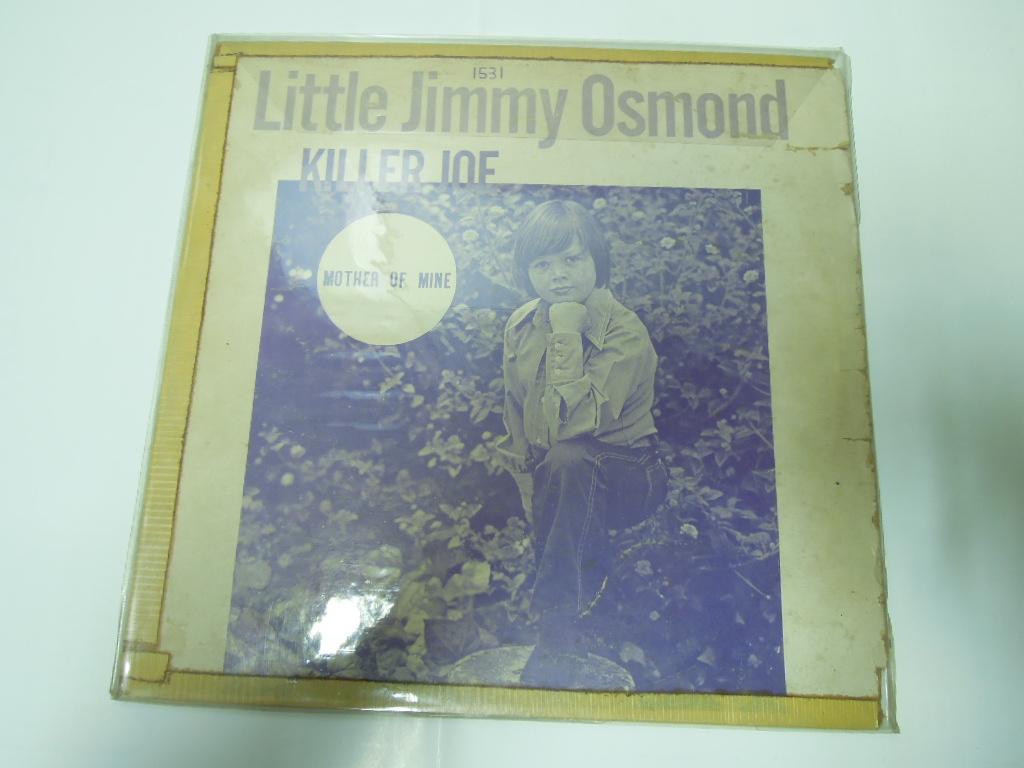 1531
Little Jimmy Osmond
KILLER JOE
MOTHER OF MINE